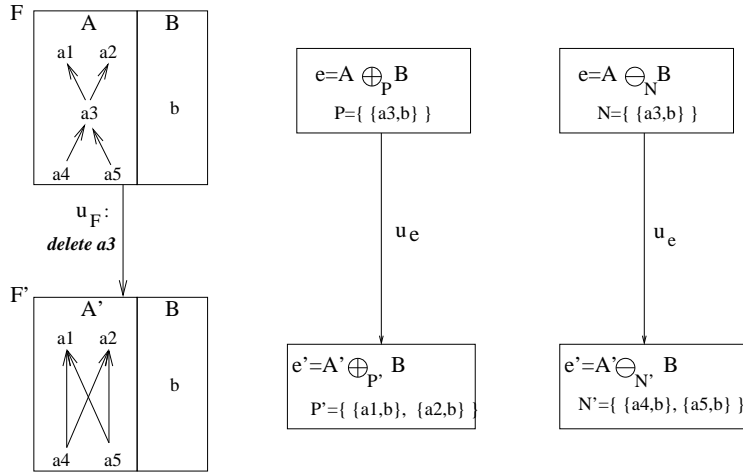 F
A B
a1 a2
a3 b
a4 a5
u_F:
delete a3
F'
A' B
a1 a2
b
a4 a5
e=A ⊕_P B
P={ {a3,b} }
u_e
e'=A' ⊕_P' B
P'={ {a1,b}, {a2,b} }
e=A ⊖_N B
N={ {a3,b} }
u_e
e'=A' ⊖_N' B
N'={ {a4,b}, {a5,b} }